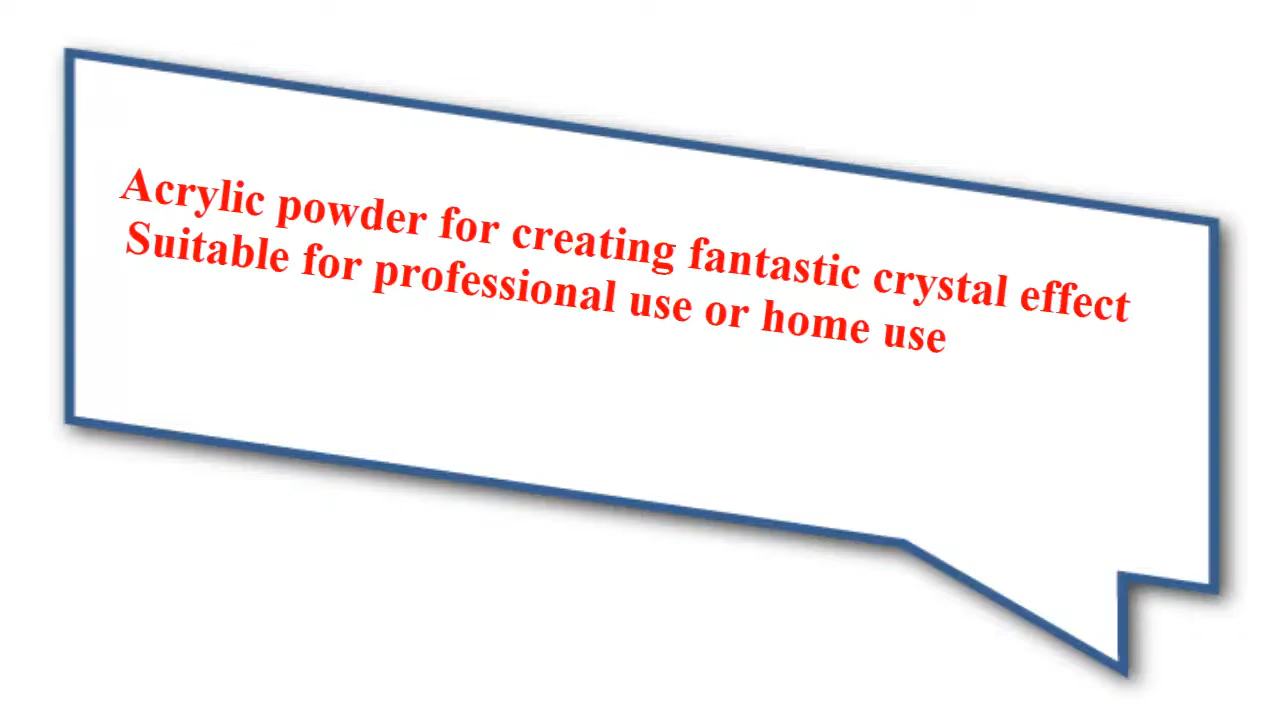 Acrylic powder for creating fantastic crystal effect
Suitable for professional use or home use